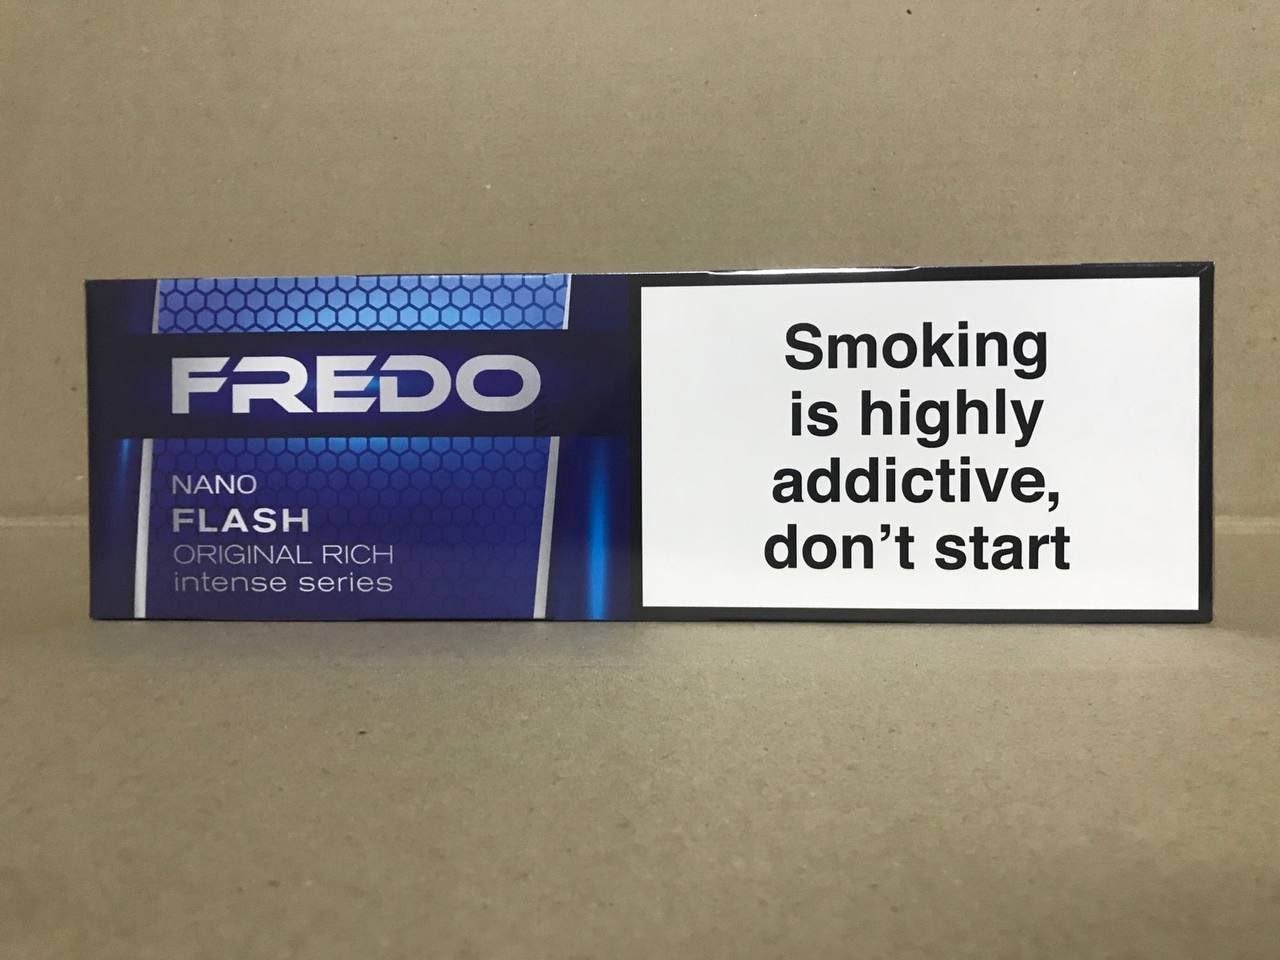 FREDO
NANO
FLASH
ORIGINAL RICH
intense series
Smoking
is highly
addictive,
don’t start